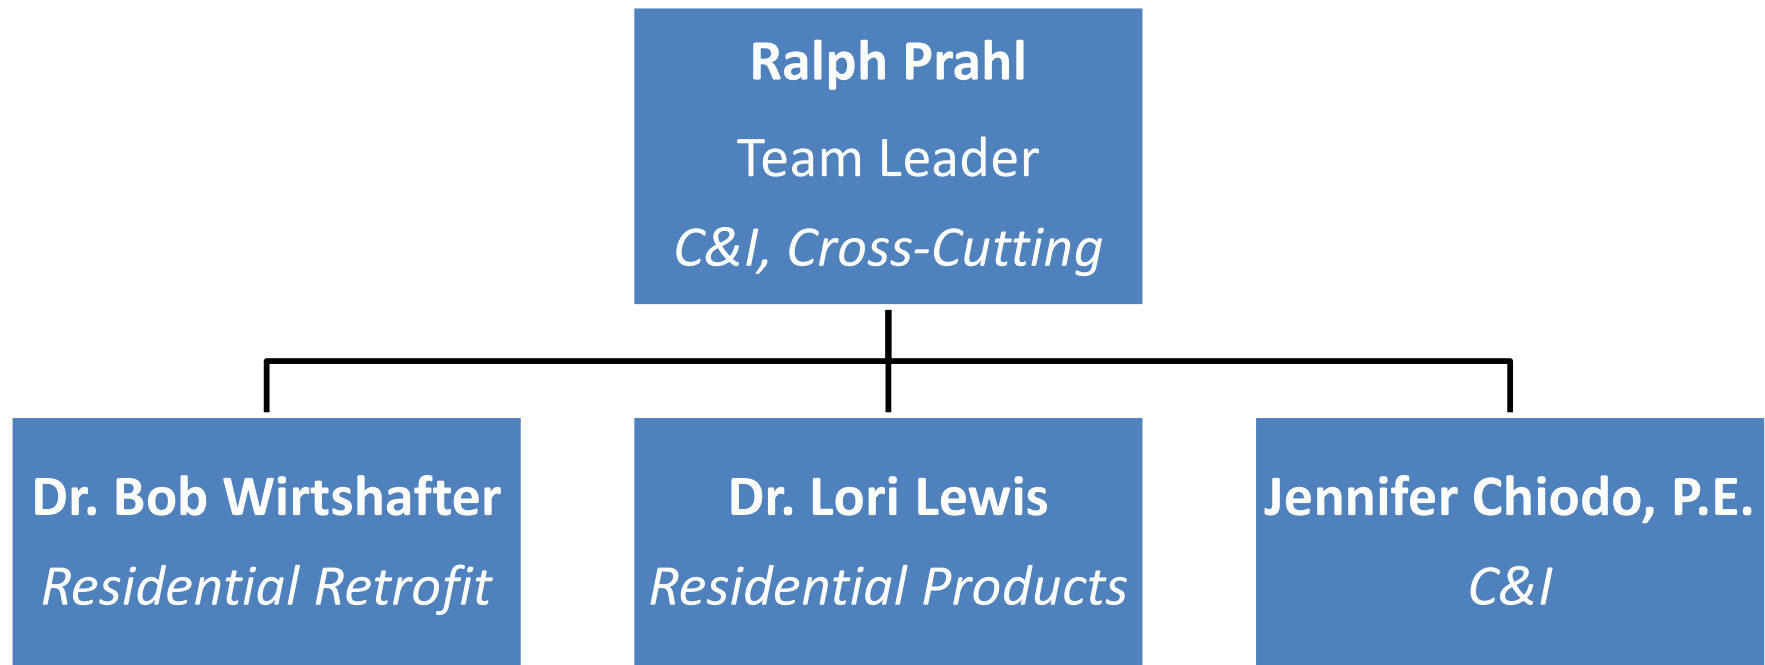 Ralph Prahl
Team Leader
C&I, Cross-Cutting
Dr. Bob Wirtshafter
Residential Retrofit
Dr. Lori Lewis
Residential Products
Jennifer Chiodo, P.E.
C&I